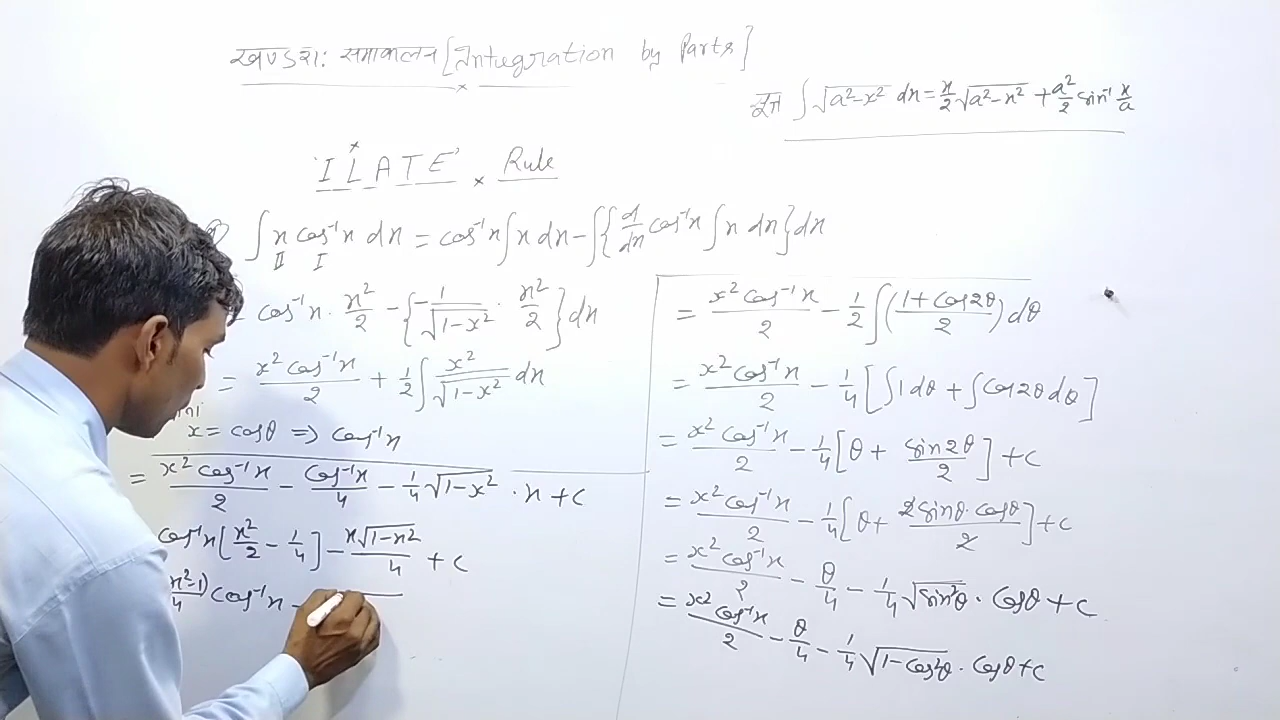 खण्डशः समाकलन [Integration by Parts]
सूत्र ∫√(a²-x²) dx = x/2 √(a²-x²) + a²/2 sin⁻¹ x/a
'I L A T E' Rule
∫ x cos⁻¹x dx = cos⁻¹x ∫ x dx - ∫{d/dx cos⁻¹x ∫ x dx} dx
II I
cos⁻¹x · x²/2 - {-1/√(1-x²) · x²/2} dx
= x² cos⁻¹x/2 + 1/2 ∫ x²/√(1-x²) dx
x = cosθ ⇒ cos⁻¹x
= x² cos⁻¹x/2 - cos⁻¹x/4 - 1/4 √(1-x²) · x + c
cos⁻¹x [x²/2 - 1/4] - x√(1-x²)/4 + c
x²-1)/4 cos⁻¹x -
= x² cos⁻¹x/2 - 1/2 ∫((1+cos2θ)/2) dθ
= x² cos⁻¹x/2 - 1/4 [∫1dθ + ∫cos2θ dθ]
= x² cos⁻¹x/2 - 1/4 [θ + sin2θ/2] + c
= x² cos⁻¹x/2 - 1/4 [θ + 2sinθ·cosθ/2] + c
= x² cos⁻¹x/2 - θ/4 - 1/4 √(sin²θ) · cosθ + c
= x² cos⁻¹x/2 - θ/4 - 1/4 √(1-cos²θ) · cosθ + c